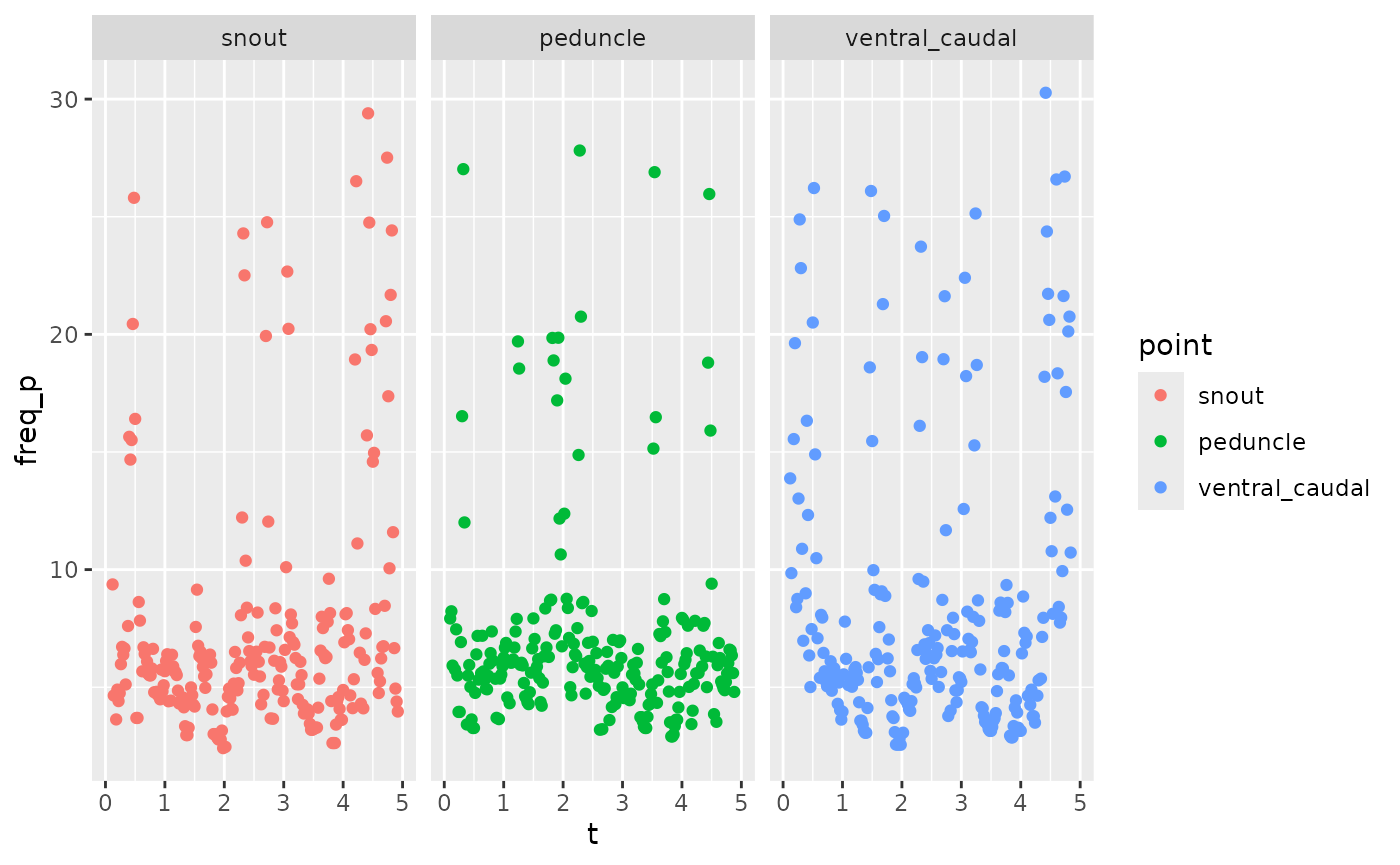 snout peduncle ventral_caudal
30
20
10
freq_p
0 1 2 3 4 5 0 1 2 3 4 5 0 1 2 3 4 5
t
point
snout
peduncle
ventral_caudal